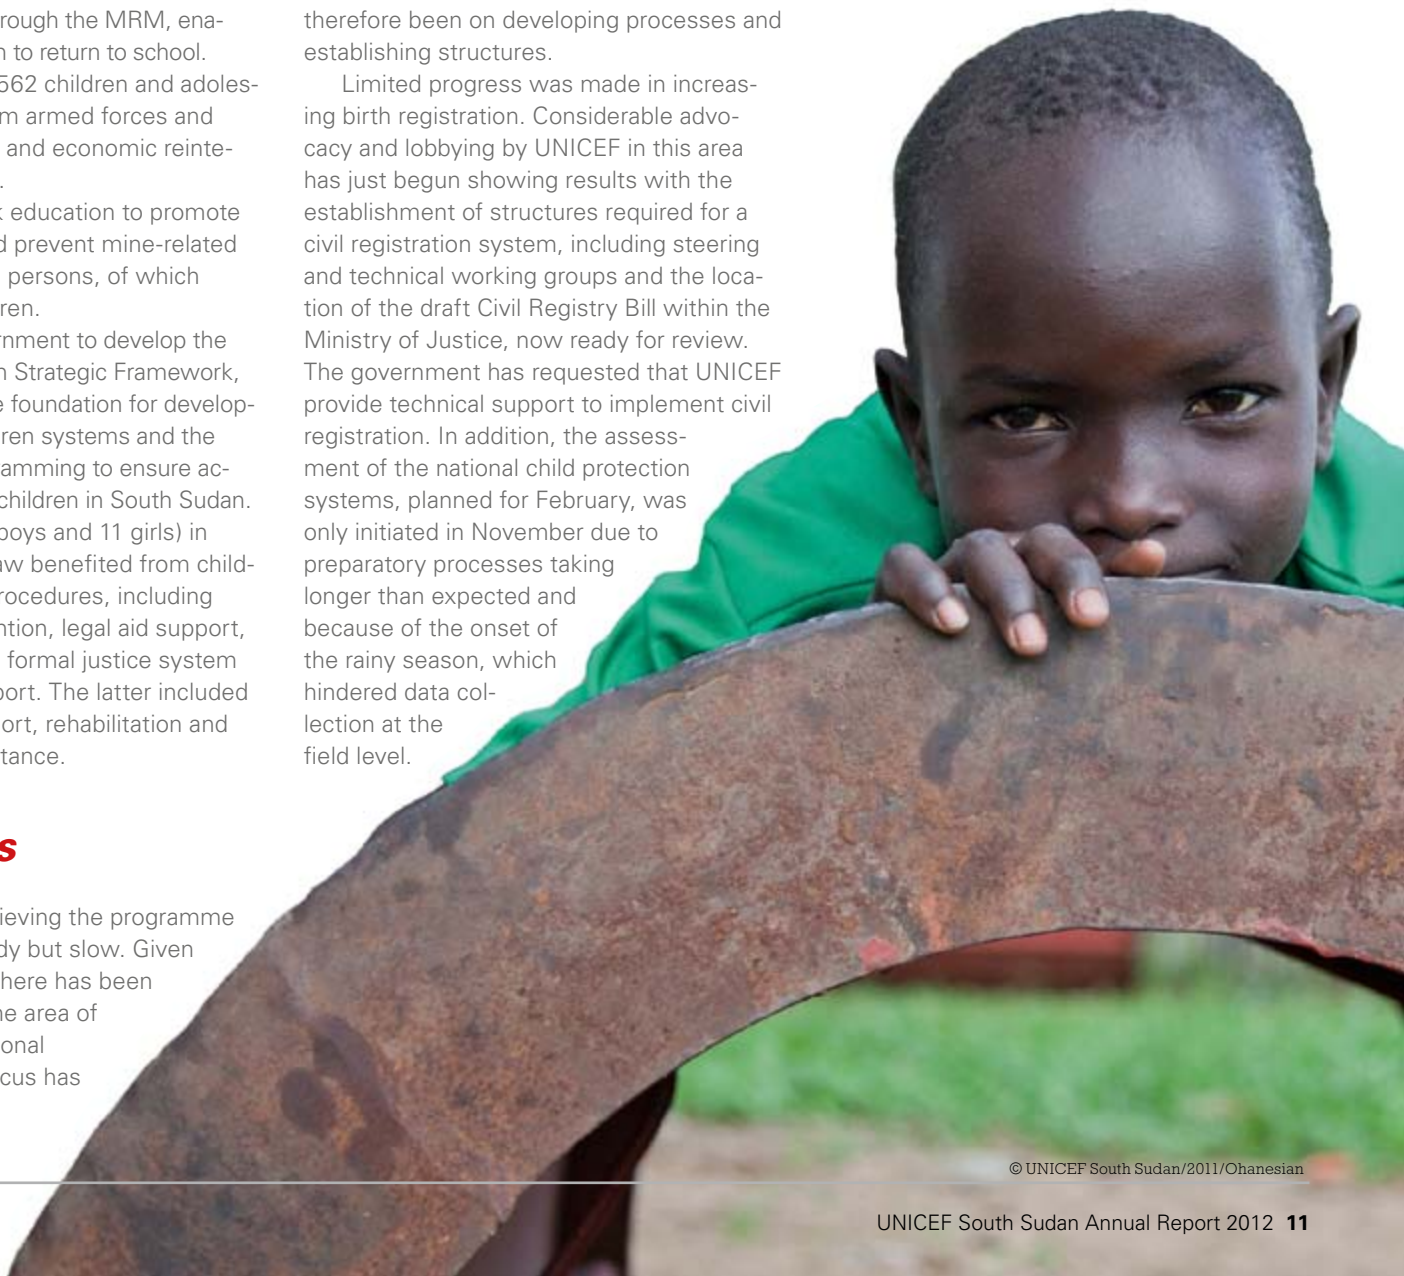 rough the MRM, ena-
n to return to school.
562 children and adoles-
m armed forces and
and economic reinte-
.
k education to promote
d prevent mine-related
persons, of which
ren.
rnment to develop the
n Strategic Framework,
e foundation for develop-
ren systems and the
amming to ensure ac-
children in South Sudan.
boys and 11 girls) in
aw benefited from child-
rocedures, including
ntion, legal aid support,
formal justice system
port. The latter included
ort, rehabilitation and
tance.
s
ieving the programme
dy but slow. Given
here has been
ne area of
onal
cus has
therefore been on developing processes and
establishing structures.
Limited progress was made in increas-
ing birth registration. Considerable advo-
cacy and lobbying by UNICEF in this area
has just begun showing results with the
establishment of structures required for a
civil registration system, including steering
and technical working groups and the loca-
tion of the draft Civil Registry Bill within the
Ministry of Justice, now ready for review.
The government has requested that UNICEF
provide technical support to implement civil
registration. In addition, the assess-
ment of the national child protection
systems, planned for February, was
only initiated in November due to
preparatory processes taking
longer than expected and
because of the onset of
the rainy season, which
hindered data col-
lection at the
field level.
© UNICEF South Sudan/2011/Ohanesian
UNICEF South Sudan Annual Report 2012 11